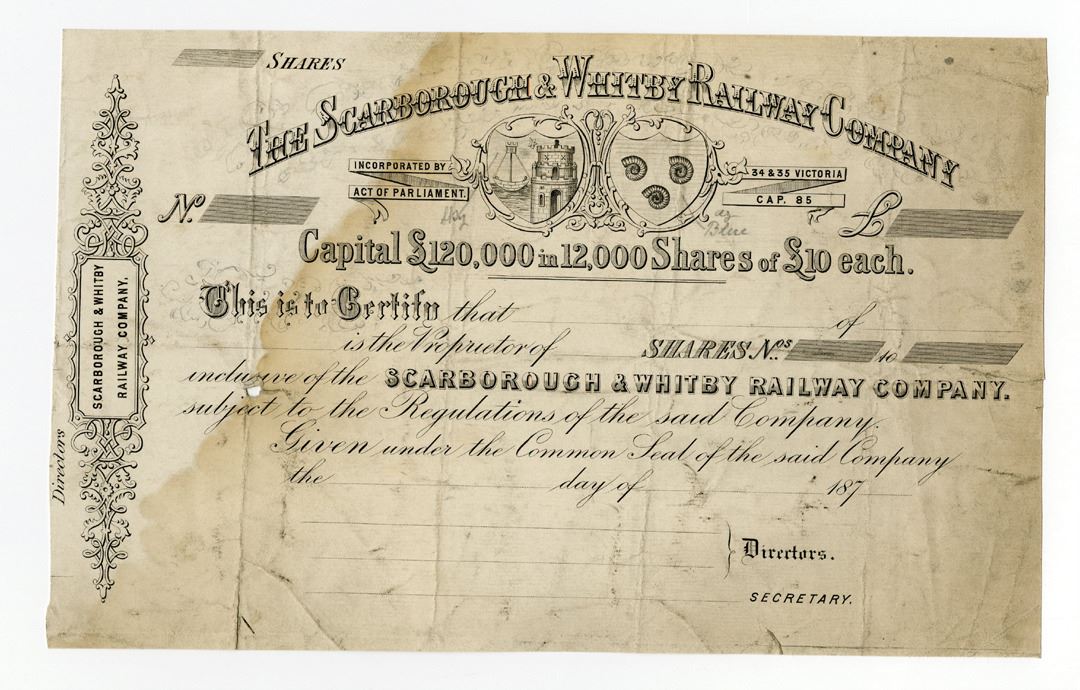 SHARES
THE SCARBOROUGH & WHITBY RAILWAY COMPANY
INCORPORATED BY
ACT OF PARLIAMENT.
34 & 35 VICTORIA
CAP. 85
No.
£
Blue
Capital £120,000 in 12,000 Shares of £10 each.
This is to Certify that of
is the Proprietor of SHARES Nos. to
inclusive of the SCARBOROUGH & WHITBY RAILWAY COMPANY.
subject to the Regulations of the said Company.
Given under the Common Seal of the said Company
the day of 187
Directors.
SECRETARY.
SCARBOROUGH & WHITBY
RAILWAY COMPANY.
Directors